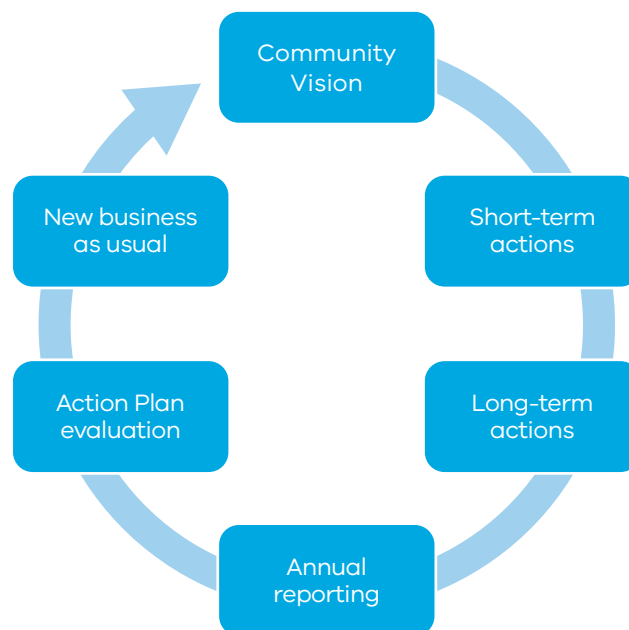 Community
Vision
Short-term
actions
Long-term
actions
Annual
reporting
Action Plan
evaluation
New business
as usual